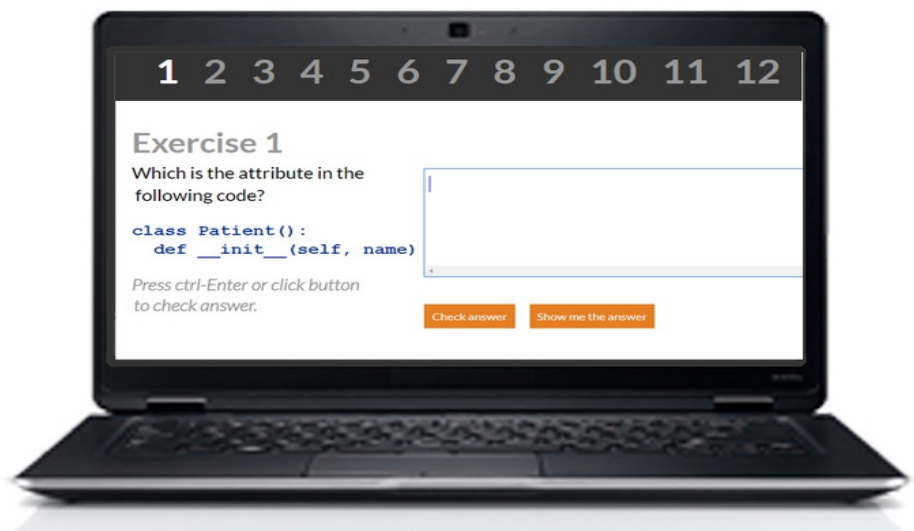 1 2 3 4 5 6 7 8 9 10 11 12
Exercise 1
Which is the attribute in the
following code?
class Patient():
def __init__(self, name)
Press ctrl-Enter or click button
to check answer.
Check answer Show me the answer